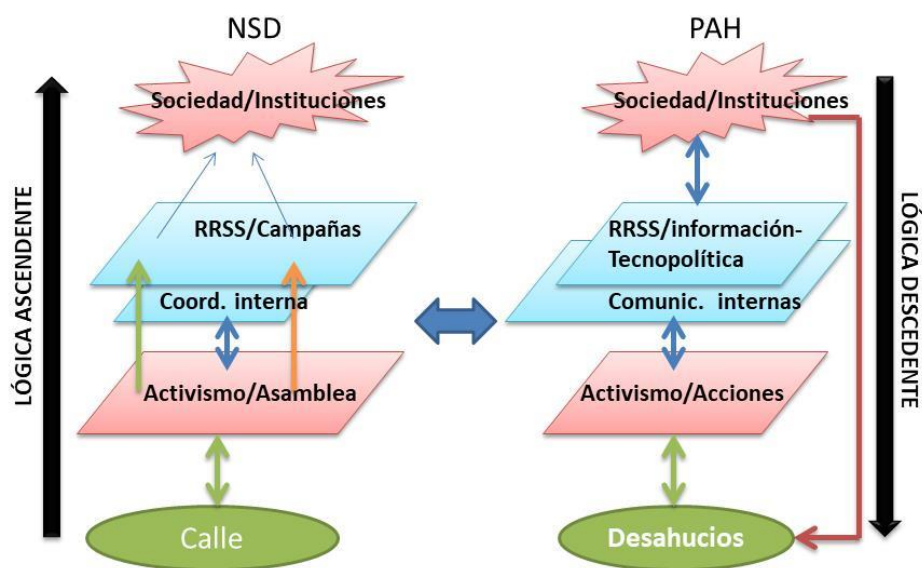 NSD
PAH
Sociedad/Instituciones
Sociedad/Instituciones
LÓGICA ASCENDENTE
RRSS/Campañas
Coord. interna
RRSS/información-
Tecnopolítica
Comunic. internas
LÓGICA DESCEDENTE
Activismo/Asamblea
Activismo/Acciones
Calle
Desahucios